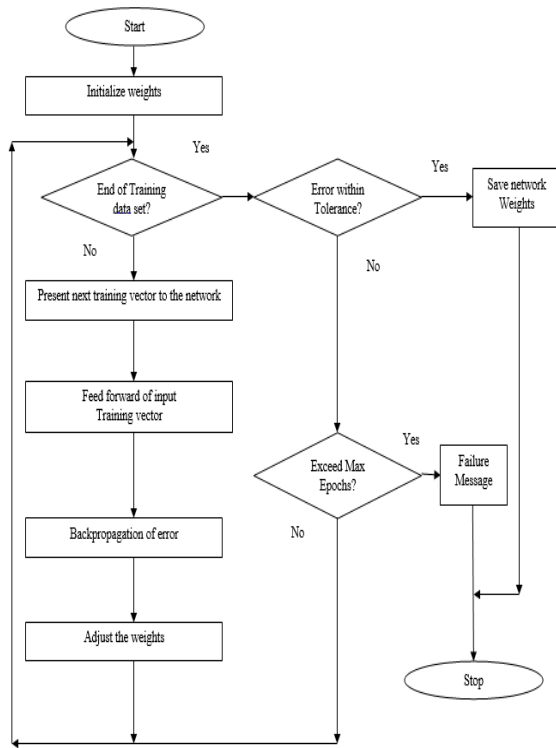 Start
Initialize weights
Yes
End of Training
data set?
Error within
Tolerance?
Yes
Save network
Weights
No
No
Present next training vector to the network
Feed forward of input
Training vector
Yes
Exceed Max
Epochs?
Failure
Message
No
Backpropagation of error
Adjust the weights
Stop